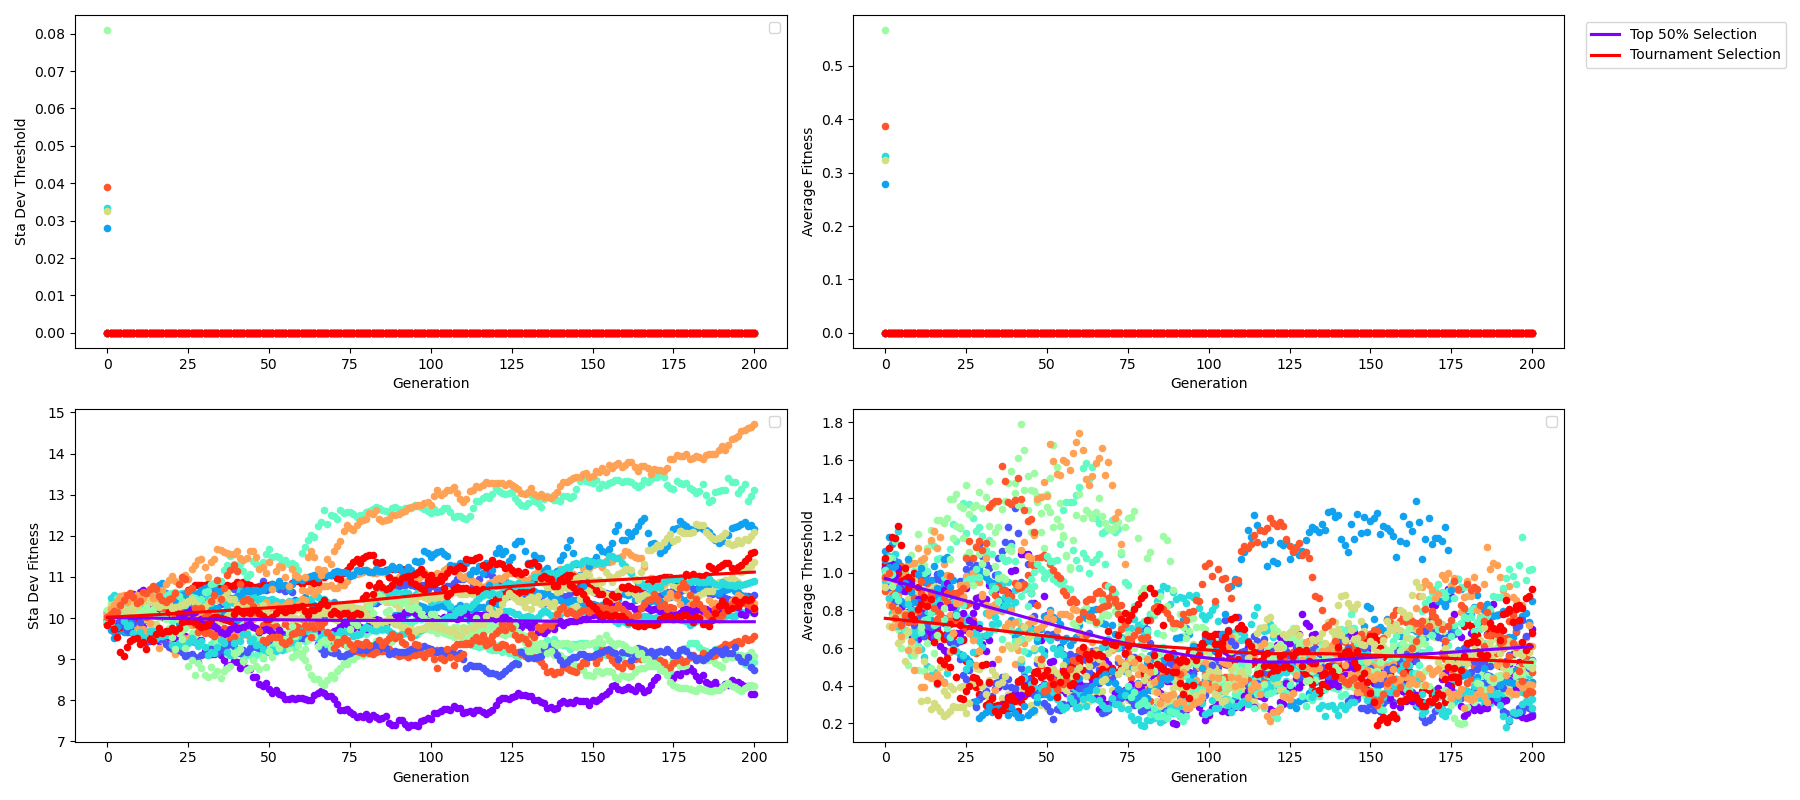 0.08
0.07
0.06
0.05
0.04
0.03
0.02
0.01
0.00
Sta Dev Threshold
0 25 50 75 100 125 150 175 200
Generation
0.5
0.4
0.3
0.2
0.1
0.0
Average Fitness
0 25 50 75 100 125 150 175 200
Generation
Top 50% Selection
Tournament Selection
15
14
13
12
11
10
9
8
7
Sta Dev Fitness
0 25 50 75 100 125 150 175 200
Generation
1.8
1.6
1.4
1.2
1.0
0.8
0.6
0.4
0.2
Average Threshold
0 25 50 75 100 125 150 175 200
Generation